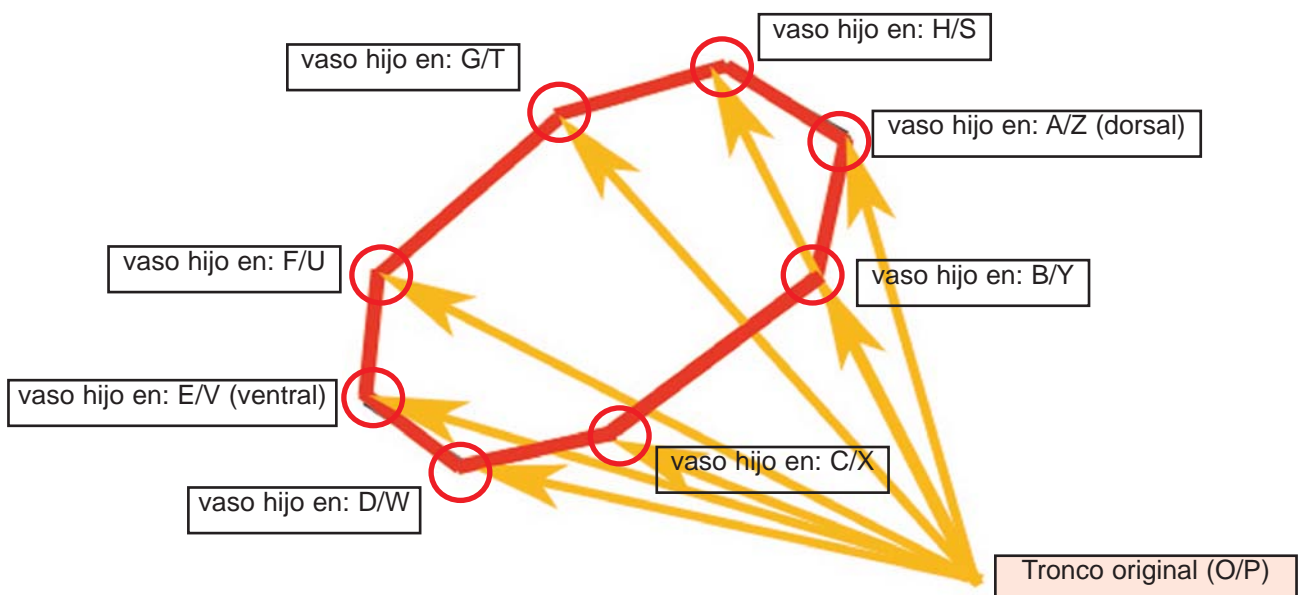 vaso hijo en: H/S
vaso hijo en: G/T
vaso hijo en: A/Z (dorsal)
vaso hijo en: F/U
vaso hijo en: B/Y
vaso hijo en: E/V (ventral)
vaso hijo en: C/X
vaso hijo en: D/W
Tronco original (O/P)